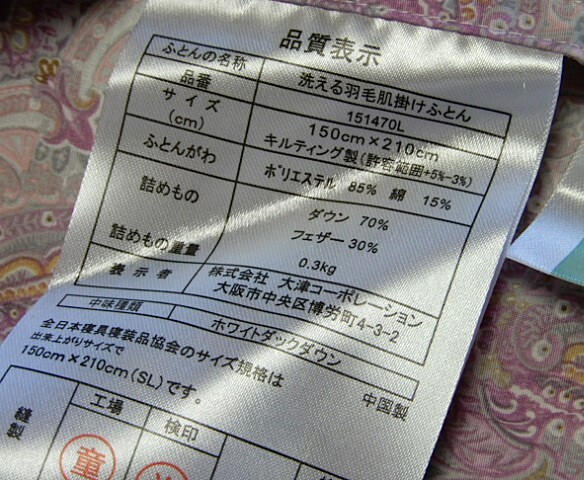 品質表示
ふとんの名称 洗える羽毛肌掛けふとん
品番 151470L
サイズ 150cm×210cm
(cm) キルティング製(許容範囲+5%-3%)
ふとんがわ ポリエステル 85% 綿 15%
詰めもの ダウン 70%
フェザー 30%
詰めもの重量 0.3kg
表示者 株式会社 大津コーポレーション
大阪市中央区博労町4-3-2
中味種類 ホワイトダックダウン
中国製
全日本寝具寝装品協会のサイズ規格は
出来上がりサイズで
150cm×210cm(SL)です。
縫製 工場 検印
童